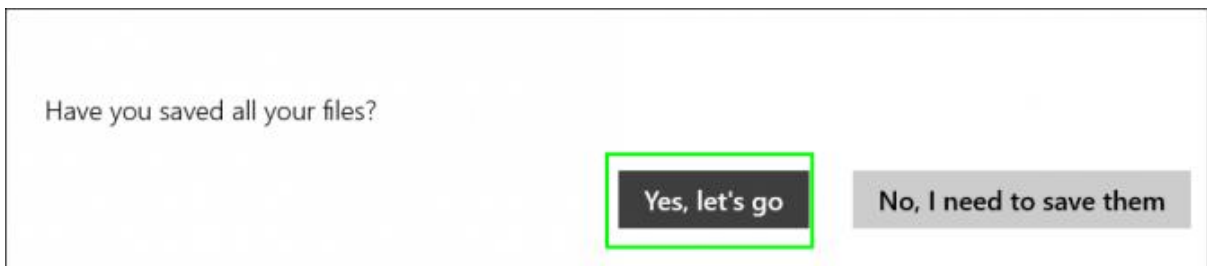 Have you saved all your files?
Yes, let's go
No, I need to save them